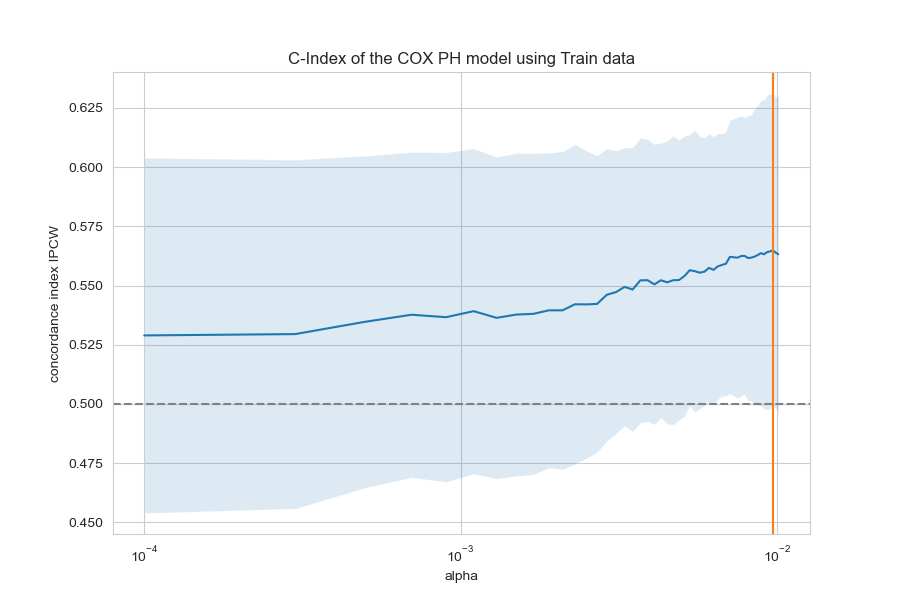 C-Index of the COX PH model using Train data
concordance index IPCW
0.625
0.600
0.575
0.550
0.525
0.500
0.475
0.450
10⁻⁴ 10⁻³ 10⁻²
alpha